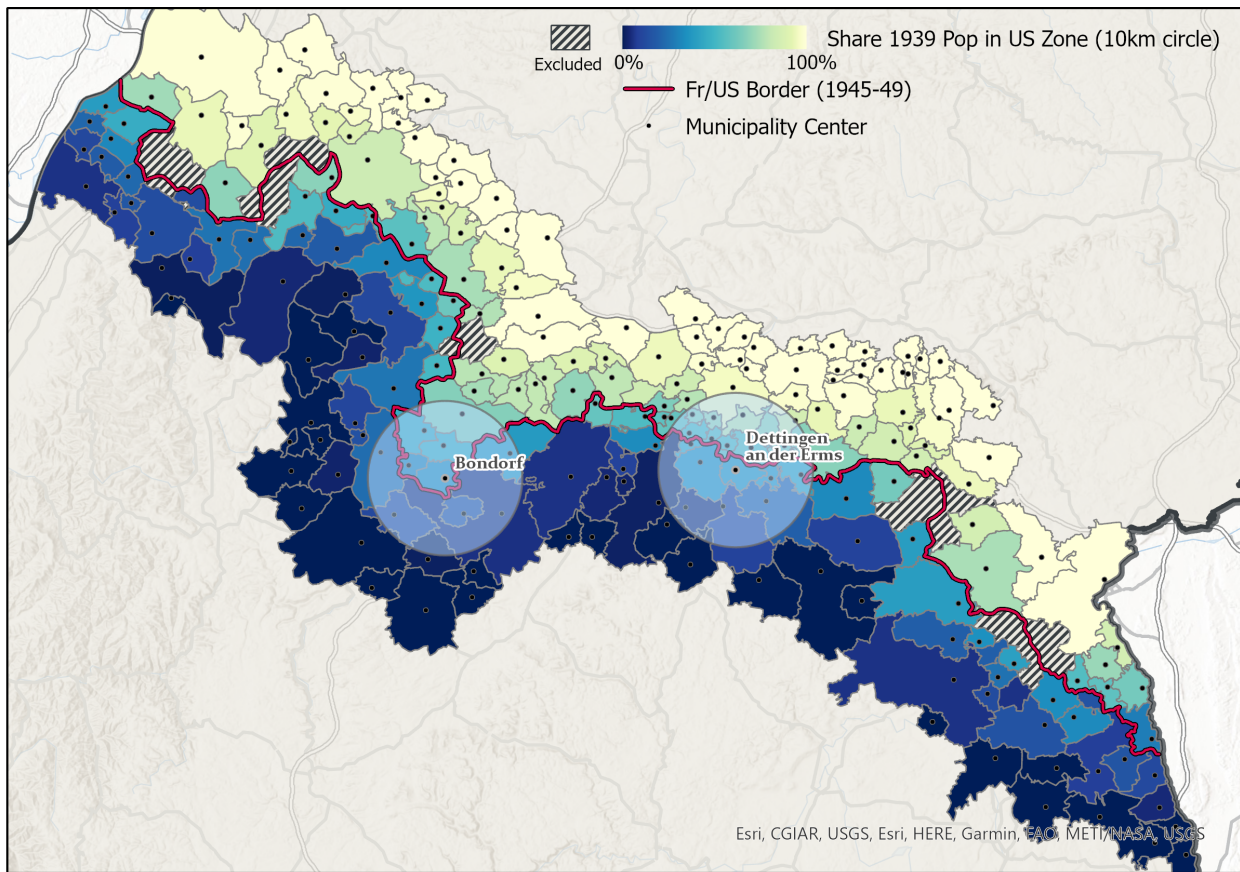 Share 1939 Pop in US Zone (10km circle)
Excluded
0%
100%
Fr/US Border (1945-49)
Municipality Center
Bondorf
Dettingen
an der Erms
Esri, CGIAR, USGS, Esri, HERE, Garmin, FAO, METI/NASA, USGS